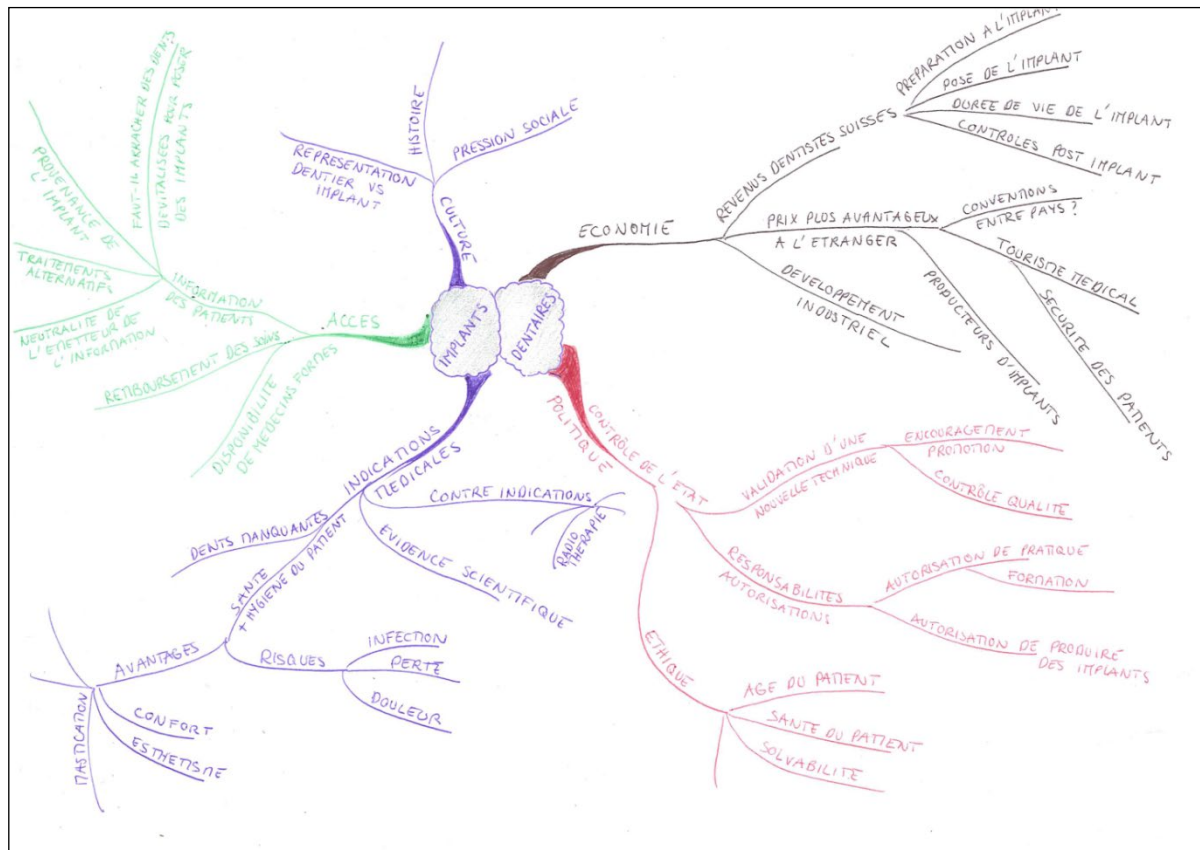 IMPLANTS
DENTAIRES
CULTURE
HISTOIRE
PRESSION SOCIALE
REPRESENTATION
DENTIER VS
IMPLANT
ECONOMIE
REVENUS DENTISTES SUISSES
PREPARATION A L'IMPLANT
POSE DE L'IMPLANT
DUREE DE VIE DE L'IMPLANT
CONTROLES POST IMPLANT
PRIX PLUS AVANTAGEUX
A L'ETRANGER
CONVENTIONS
ENTRE PAYS ?
TOURISME MEDICAL
SECURITE DES PATIENTS
PRODUCTEURS D'IMPLANTS
DEVELOPPEMENT
INDUSTRIEL
CONTRÔLE DE L'ETAT
POLITIQUE
VALIDATION D'UNE
NOUVELLE TECHNIQUE
ENCOURAGEMENT
PROMOTION
CONTRÔLE QUALITE
RESPONSABILITES
AUTORISATIONS
AUTORISATION DE PRATIQUE
FORMATION
AUTORISATION DE PRODUIRE
DES IMPLANTS
ETHIQUE
AGE DU PATIENT
SANTE DU PATIENT
SOLVABILITE
INDICATIONS
MEDICALES
CONTRE INDICATIONS
RADIO
THERAPIE
EVIDENCE SCIENTIFIQUE
DENTS MANQUANTES
SANTE
+ HYGIENE DU PATIENT
AVANTAGES
CONFORT
ESTHETISME
MASTICATION
RISQUES
INFECTION
PERTE
DOULEUR
ACCES
INFORMATION
DES PATIENTS
FAUT-IL ARRACHER DES DENTS
DEVITALISEES POUR POSER
DES IMPLANTS
PROVENANCE DE
L'IMPLANT
TRAITEMENTS
ALTERNATIFS
NEUTRALITE DE
L'EMETTEUR DE
L'INFORMATION
REMBOURSEMENT DES SOINS
DISPONIBILITE
DE MEDECINS FORMES